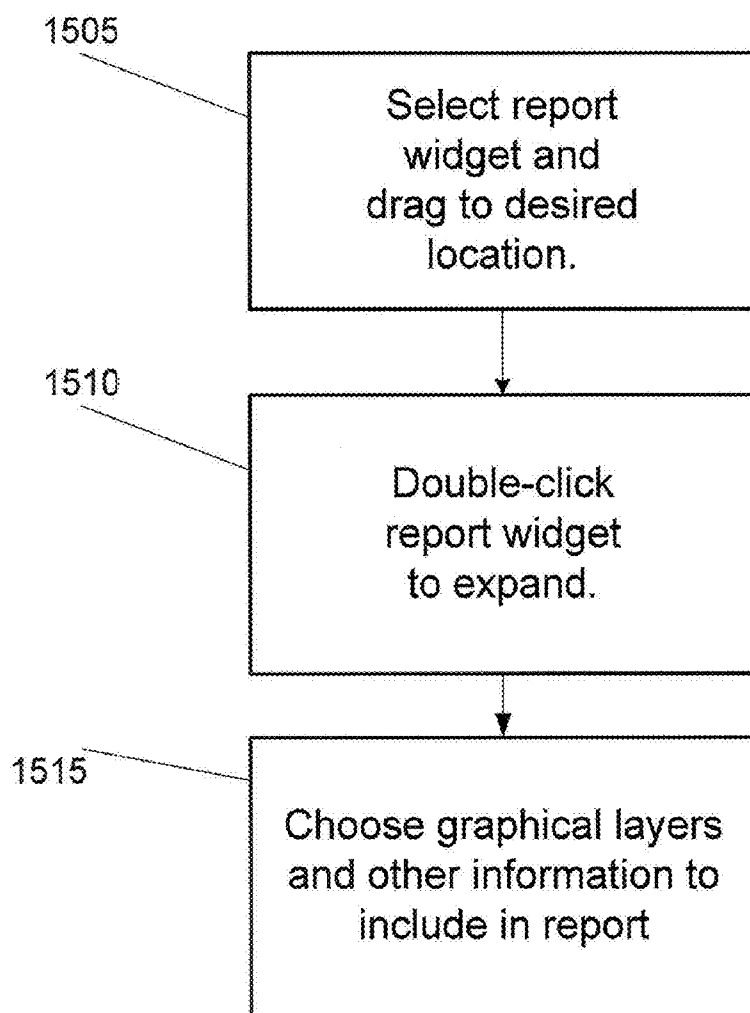 1505
Select report
widget and
drag to desired
location.
1510
Double-click
report widget
to expand.
1515
Choose graphical layers
and other information to
include in report